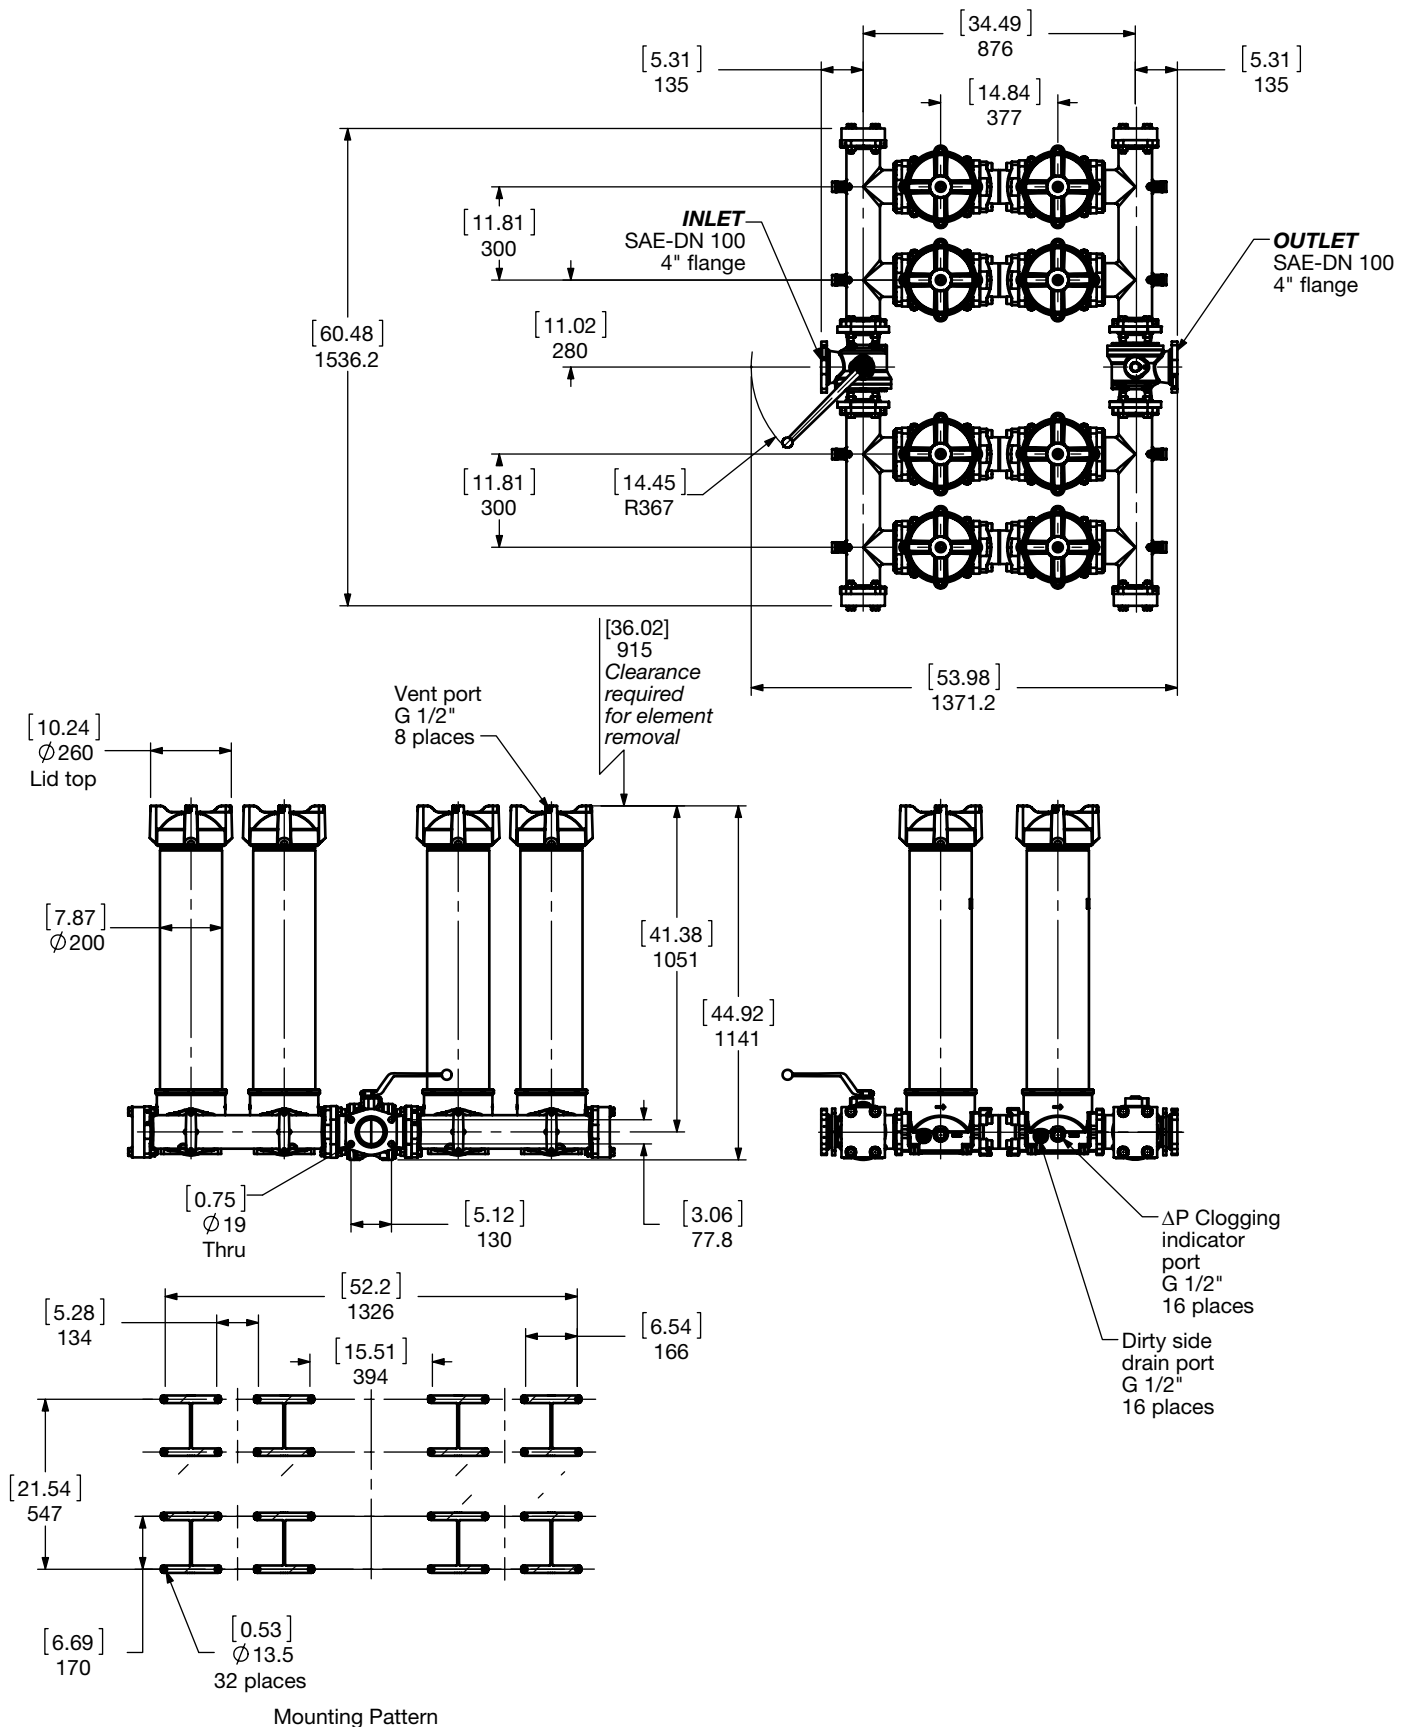 [34.49]
876
[5.31]
135
[5.31]
135
[14.84]
377
[11.81]
300
INLET
SAE-DN 100
4" flange
OUTLET
SAE-DN 100
4" flange
[60.48]
1536.2
[11.02]
280
[11.81]
300
[14.45]
R367
[36.02]
915
Clearance
required
for element
removal
[53.98]
1371.2
Vent port
G 1/2"
8 places
[10.24]
∅260
Lid top
[7.87]
∅200
[41.38]
1051
[44.92]
1141
[0.75]
∅19
Thru
[5.12]
130
[3.06]
77.8
ΔP Clogging
indicator
port
G 1/2"
16 places
Dirty side
drain port
G 1/2"
16 places
[52.2]
1326
[5.28]
134
[15.51]
394
[6.54]
166
[21.54]
547
[6.69]
170
[0.53]
∅13.5
32 places
Mounting Pattern